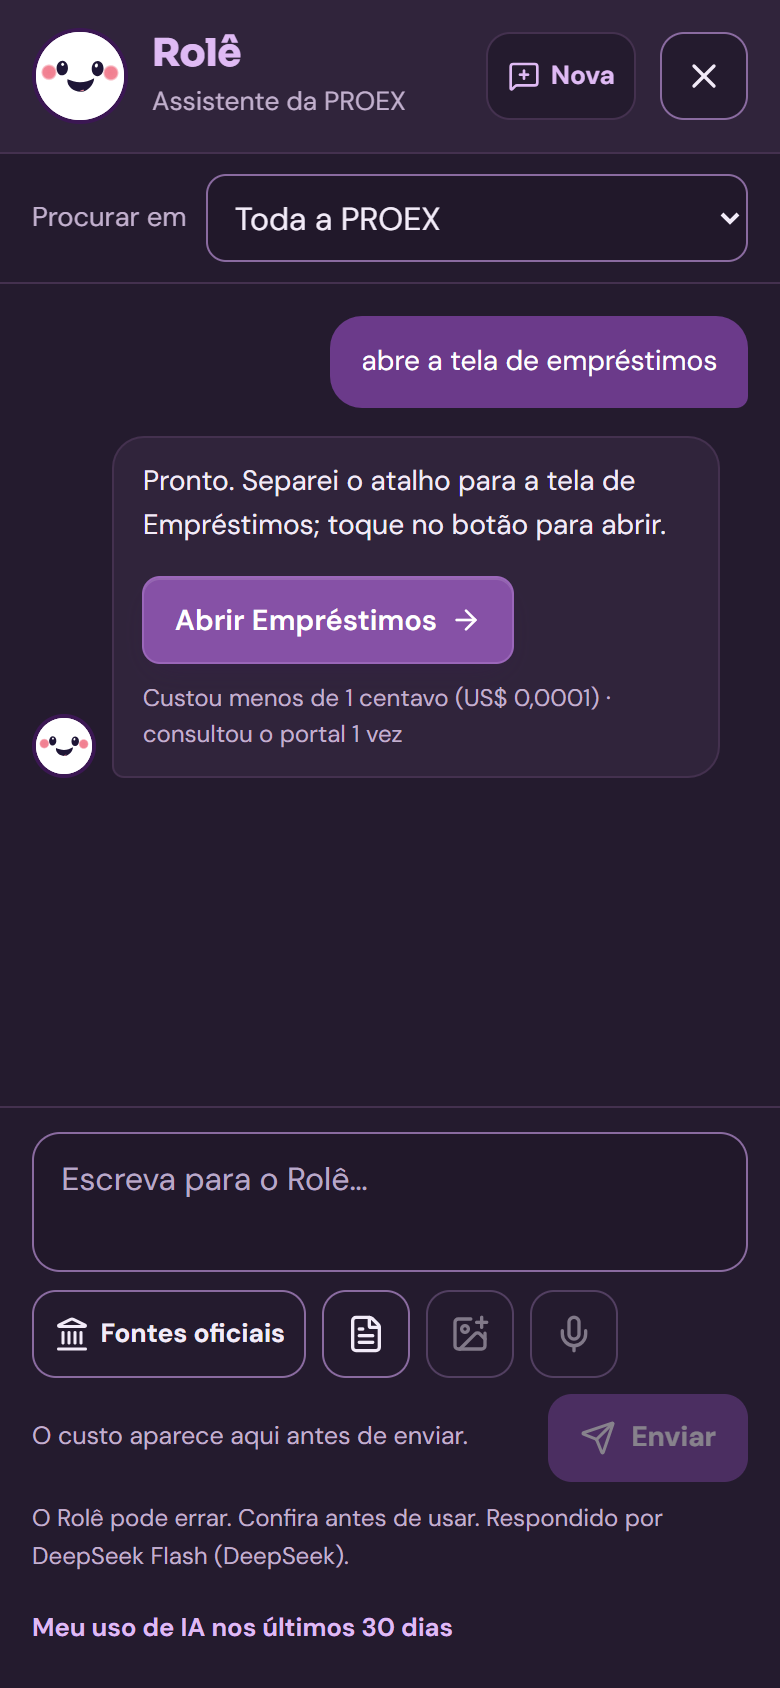 Rolê
Assistente da PROEX
Nova
Procurar em
Toda a PROEX
abre a tela de empréstimos
Pronto. Separei o atalho para a tela de
Empréstimos; toque no botão para abrir.
Abrir Empréstimos →
Custou menos de 1 centavo (US$ 0,0001) ·
consultou o portal 1 vez
Escreva para o Rolê...
Fontes oficiais
O custo aparece aqui antes de enviar.
Enviar
O Rolê pode errar. Confira antes de usar. Respondido por
DeepSeek Flash (DeepSeek).
Meu uso de IA nos últimos 30 dias